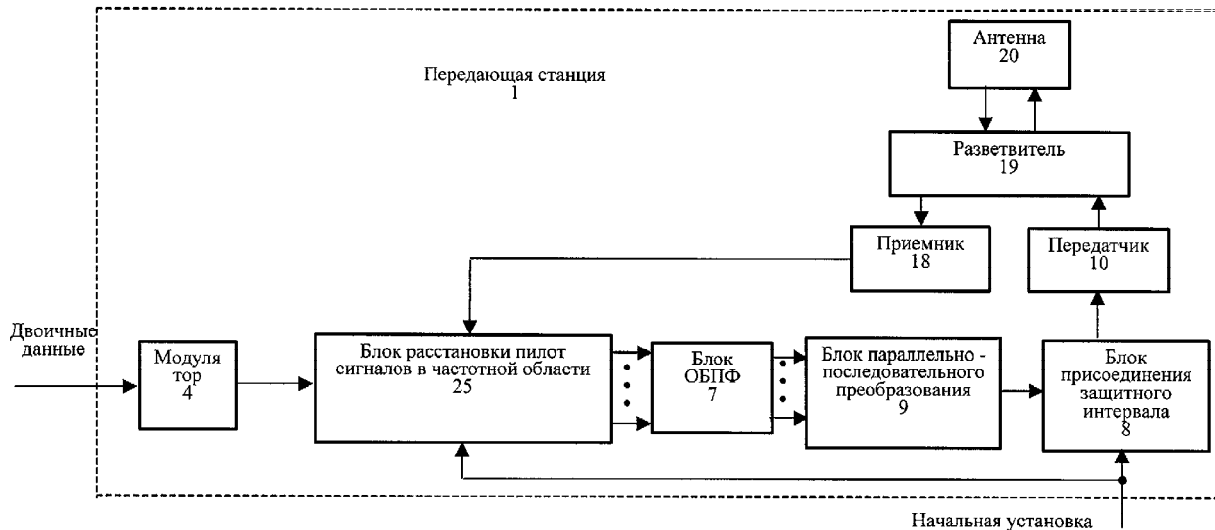 Антенна
20
Передающая станция
1
Разветвитель
19
Приемник
18
Передатчик
10
Двоичные
данные
Модуля
тор
4
Блок расстановки пилот
сигналов в частотной области
25
Блок
ОБПФ
7
Блок параллельно -
последовательного
преобразования
9
Блок
присоединения
защитного
интервала
8
Начальная установка